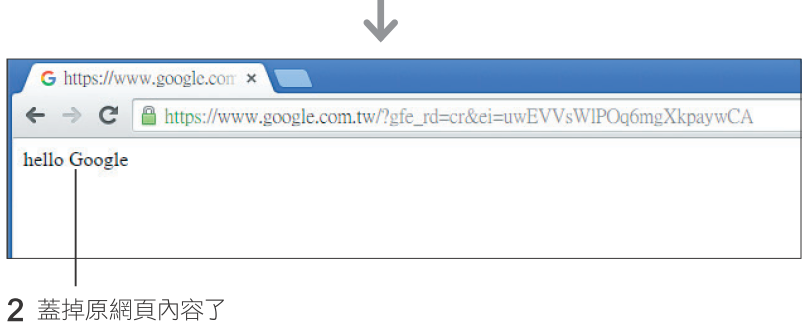 https://www.google.com
https://www.google.com.tw/?gfe_rd=cr&ei=uwEVVsWlPOq6mgXkpaywCA
hello Google
2 蓋掉原網頁內容了